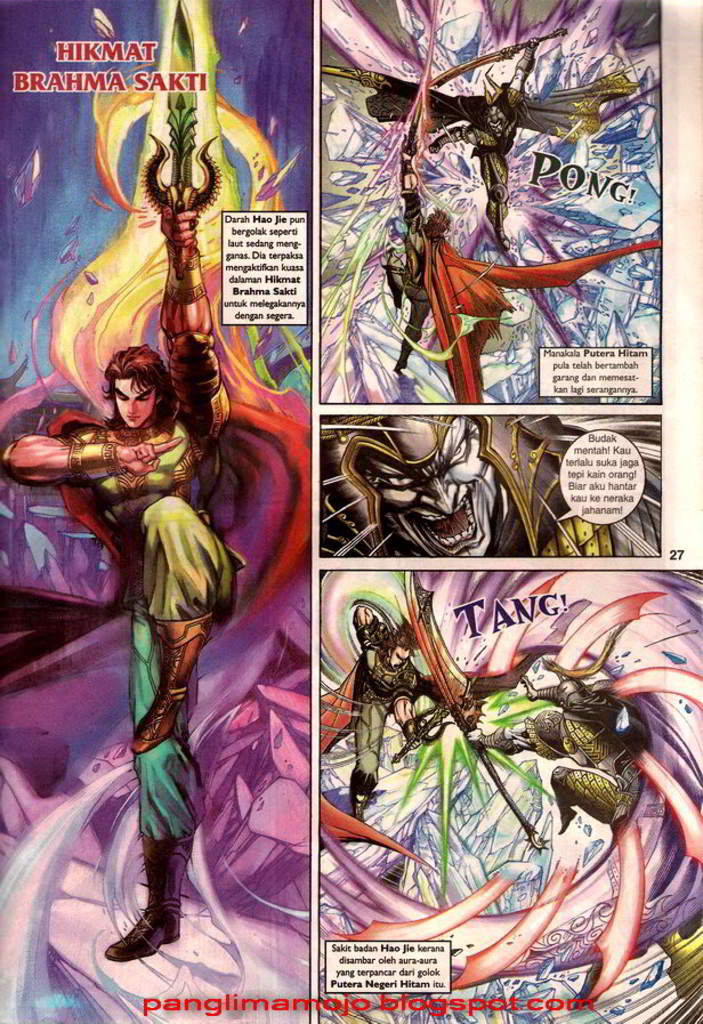 HIKMAT
BRAHMA SAKTI
Darah Hao Jie pun
bergolak seperti
laut sedang meng-
ganas. Dia terpaksa
mengaktifkan kuasa
dalaman Hikmat
Brahma Sakti
untuk melegakannya
dengan segera.
PONG!
Manakala Putera Hitam
pula telah bertambah
garang dan memesat-
kan lagi serangannya.
Budak
mentah! Kau
terlalu suka jaga
tepi kain orang!
Biar aku hantar
kau ke neraka
jahanam!
27
TANG!
Sakit badan Hao Jie kerana
disambar oleh aura-aura
yang terpancar dari golok
Putera Negeri Hitam itu.
panglimamojo.blogspot.com